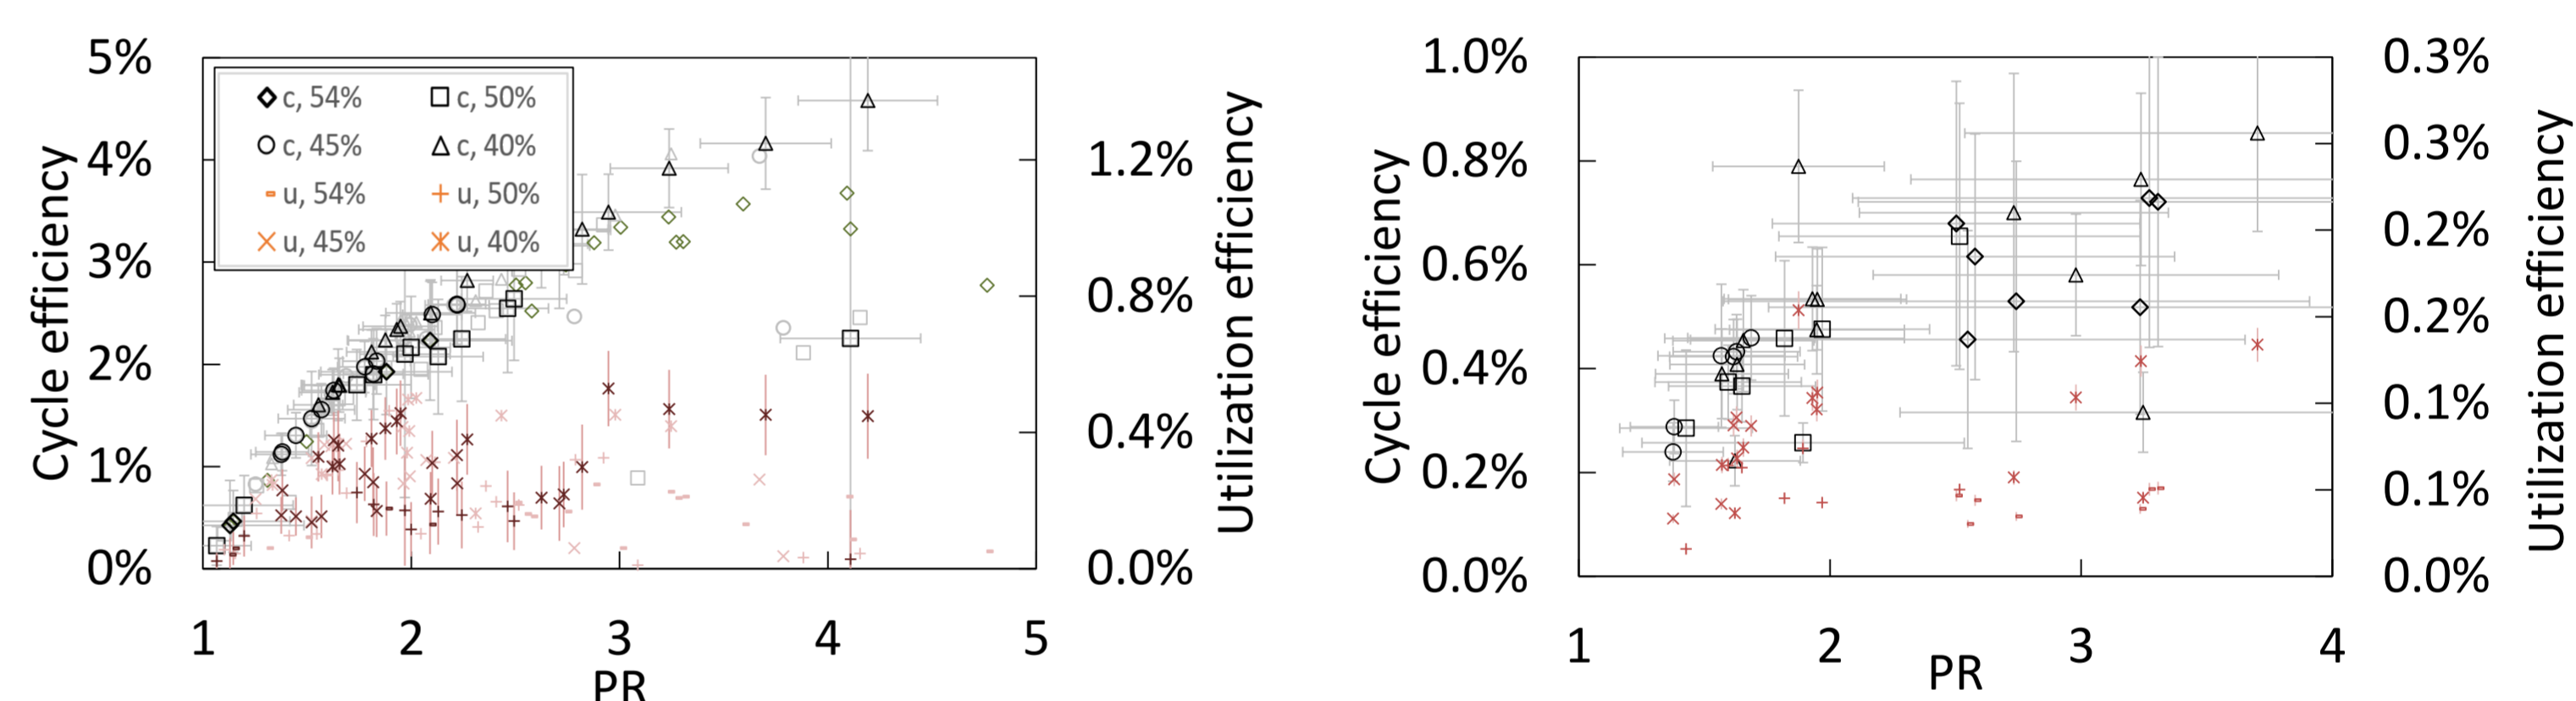 Cycle efficiency
5%
4%
3%
2%
1%
0%
c, 54%
c, 50%
c, 45%
c, 40%
u, 54%
u, 50%
u, 45%
u, 40%
1.2%
0.8%
0.4%
0.0%
Utilization efficiency
1 2 3 4 5
PR
Cycle efficiency
1.0%
0.8%
0.6%
0.4%
0.2%
0.0%
0.3%
0.3%
0.2%
0.2%
0.1%
0.1%
0.0%
Utilization efficiency
1 2 3 4
PR